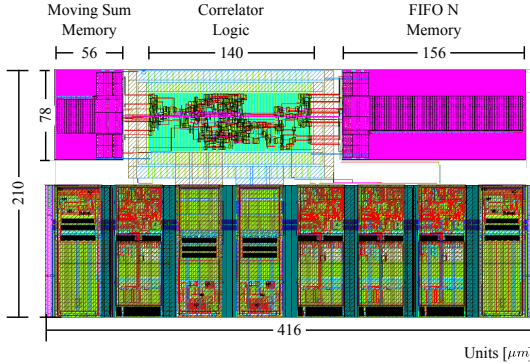 Moving Sum
Memory
Correlator
Logic
FIFO N
Memory
56
140
156
78
210
416
Units [μm]